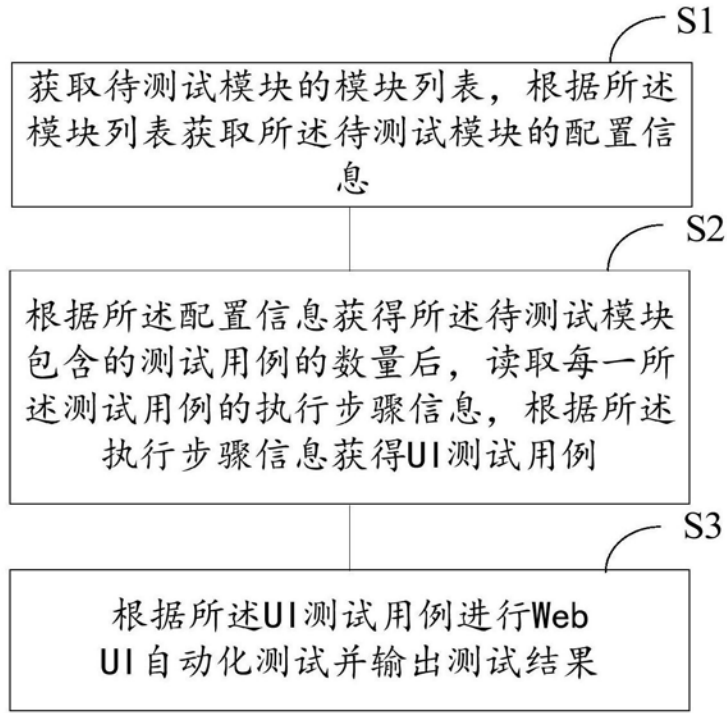 S1
获取待测试模块的模块列表，根据所述
模块列表获取所述待测试模块的配置信
息
S2
根据所述配置信息获得所述待测试模块
包含的测试用例的数量后，读取每一所
述测试用例的执行步骤信息，根据所述
执行步骤信息获得UI测试用例
S3
根据所述UI测试用例进行Web
UI自动化测试并输出测试结果